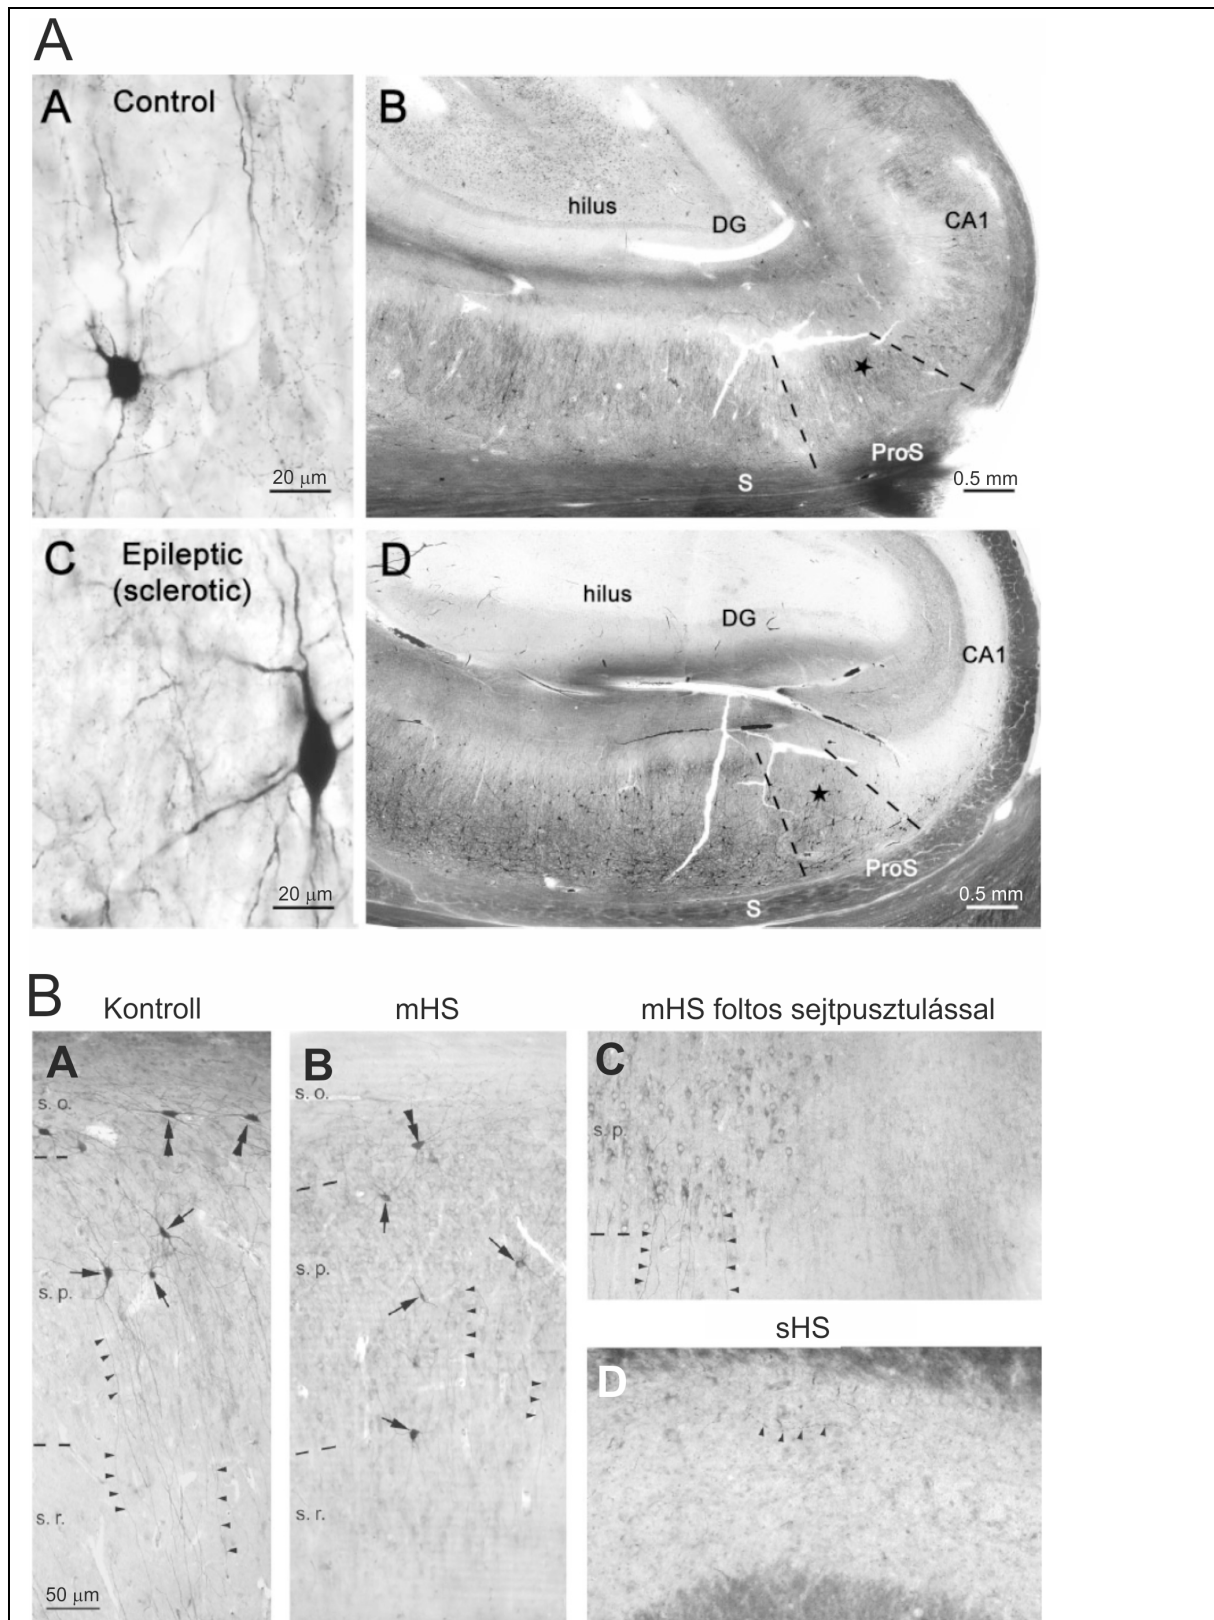 A
A
Control
20 μm
B
hilus
DG
CA1
ProS
S
0.5 mm
C
Epileptic
(sclerotic)
20 μm
D
hilus
DG
CA1
ProS
S
0.5 mm
B
Kontroll
A
s. o.
s. p.
s. r.
50 μm
mHS
B
s. o.
s. p.
s. r.
mHS foltos sejtpusztulással
C
s. p.
sHS
D